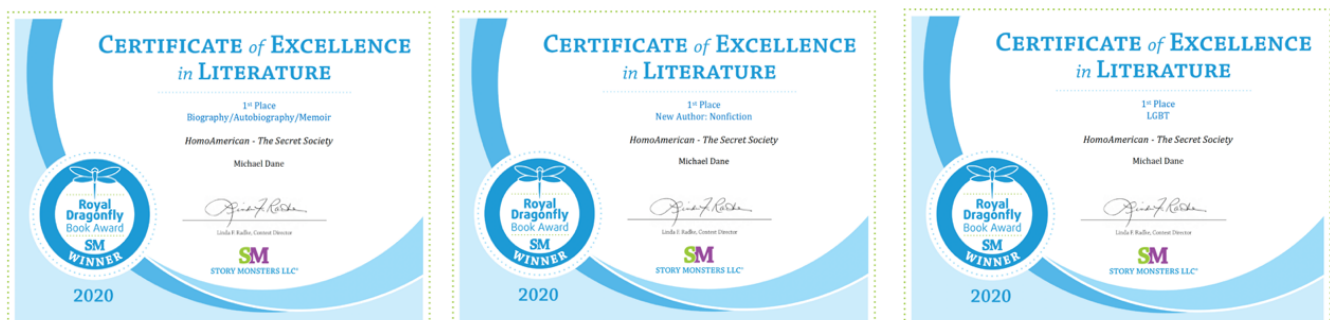 CERTIFICATE of EXCELLENCE
in LITERATURE
1st Place
Biography/Autobiography/Memoir
HomoAmerican - The Secret Society
Michael Dane
Linda F. Radke, Contest Director
Royal
Dragonfly
Book Award
SM
WINNER
SM
STORY MONSTERS LLC®
2020
CERTIFICATE of EXCELLENCE
in LITERATURE
1st Place
New Author: Nonfiction
HomoAmerican - The Secret Society
Michael Dane
Linda F. Radke, Contest Director
Royal
Dragonfly
Book Award
SM
WINNER
SM
STORY MONSTERS LLC®
2020
CERTIFICATE of EXCELLENCE
in LITERATURE
1st Place
LGBT
HomoAmerican - The Secret Society
Michael Dane
Linda F. Radke, Contest Director
Royal
Dragonfly
Book Award
SM
WINNER
SM
STORY MONSTERS LLC®
2020